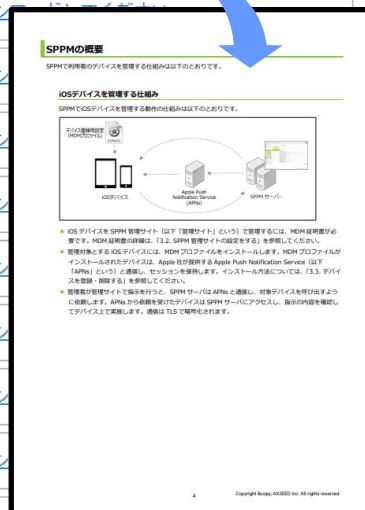 SPPMの概要
SPPMで利用者のデバイスを管理する仕組みは以下のとおりです。
iOSデバイスを管理する仕組み
SPPMでiOSデバイスを管理する動作の仕組みは以下のとおりです。
デバイス登録用設定
(MDMプロファイル)
CONFIG
iOSデバイス
Apple Push
Notification Service
(APNs)
SPPM サーバー
● iOS デバイスを SPPM 管理サイト（以下「管理サイト」という）で管理するには、MDM 証明書が必
要です。MDM 証明書の詳細は、「3.2. SPPM 管理サイトの設定をする」を参照してください。
● 管理対象とする iOS デバイスには、MDM プロファイルをインストールします。MDM プロファイルが
インストールされたデバイスは、Apple 社が提供する Apple Push Notification Service（以下
「APNs」という）と通信し、セッションを保持します。インストール方法については、「3.3. デバイ
スを登録・削除する」を参照してください。
● 管理者が管理サイトで指示を行うと、SPPM サーバは APNs と通信し、対象デバイスを呼び出すよう
に依頼します。APNs から依頼を受けたデバイスは SPPM サーバにアクセスし、指示の内容を確認し
てデバイス上で実施します。通信は TLS で暗号化されます。
4
Copyright &copy; AXSEED Inc. All rights reserved.